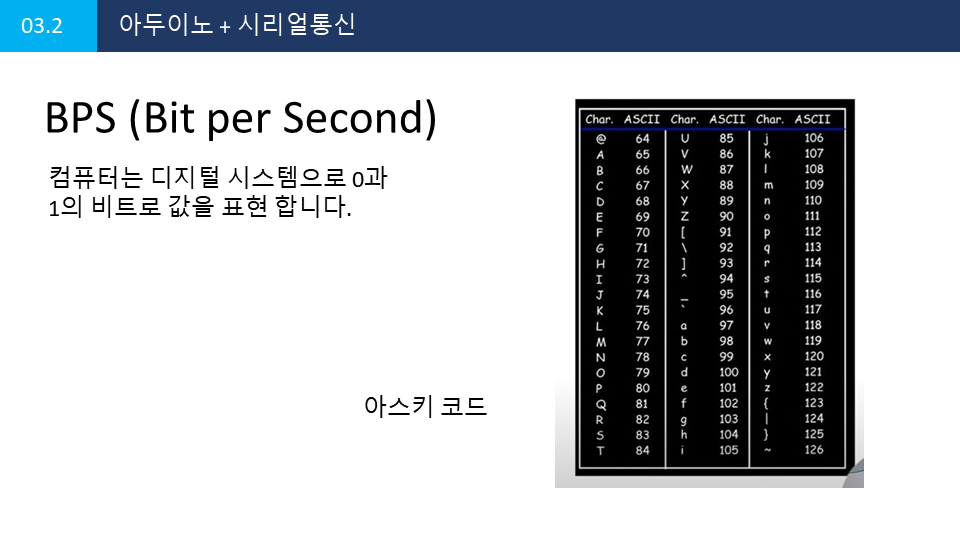 03.2 아두이노 + 시리얼통신
BPS (Bit per Second)
컴퓨터는 디지털 시스템으로 0과
1의 비트로 값을 표현 합니다.
아스키 코드
Char. ASCII Char. ASCII Char. ASCII
@ 64 U 85 j 106
A 65 V 86 k 107
B 66 W 87 l 108
C 67 X 88 m 109
D 68 Y 89 n 110
E 69 Z 90 o 111
F 70 [ 91 p 112
G 71 \ 92 q 113
H 72 ] 93 r 114
I 73 ^ 94 s 115
J 74 _ 95 t 116
K 75 ` 96 u 117
L 76 a 97 v 118
M 77 b 98 w 119
N 78 c 99 x 120
O 79 d 100 y 121
P 80 e 101 z 122
Q 81 f 102 { 123
R 82 g 103 | 124
S 83 h 104 } 125
T 84 i 105 ~ 126